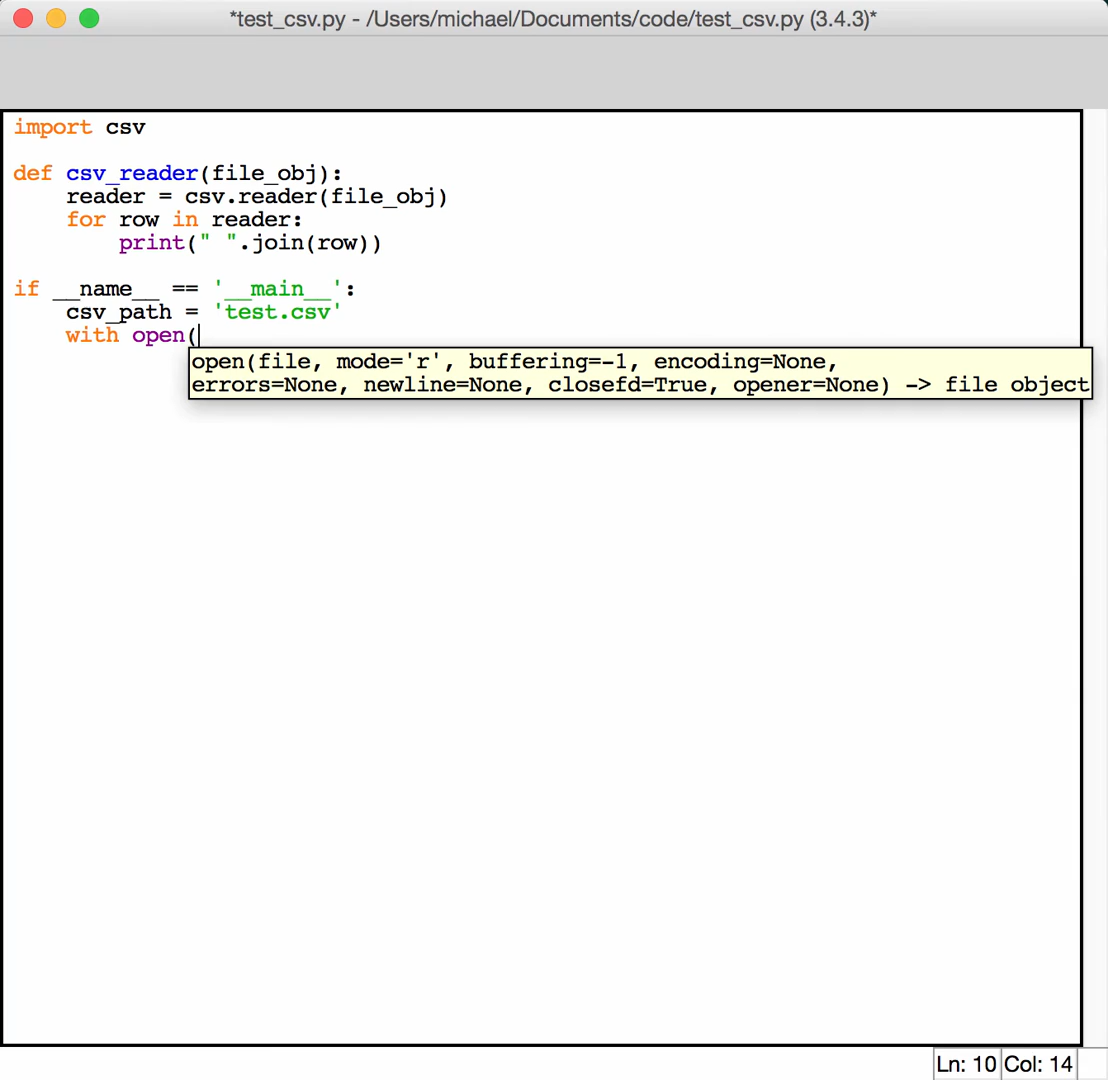 *test_csv.py - /Users/michael/Documents/code/test_csv.py (3.4.3)*
import csv
def csv_reader(file_obj):
    reader = csv.reader(file_obj)
    for row in reader:
        print(" ".join(row))
if __name__ == '__main__':
    csv_path = 'test.csv'
    with open(
open(file, mode='r', buffering=-1, encoding=None,
errors=None, newline=None, closefd=True, opener=None) -> file object
Ln: 10 Col: 14